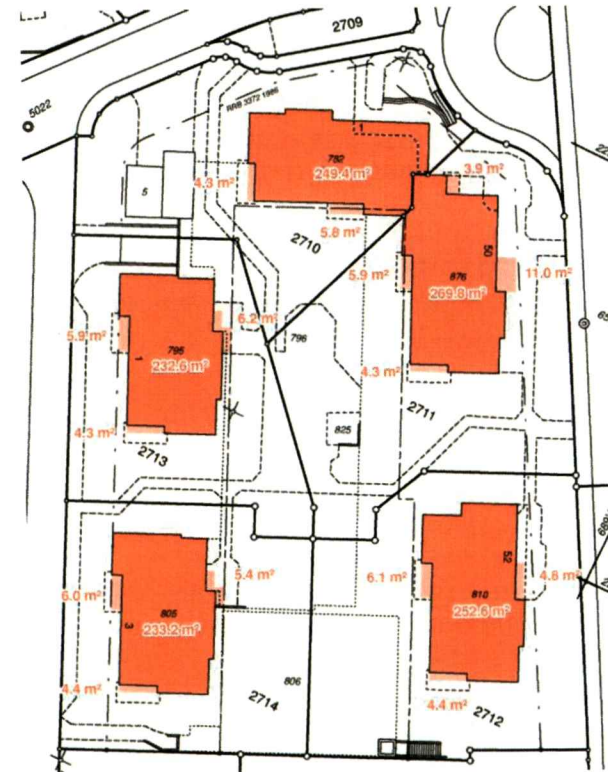 2709
5022
RRB 3372 1986
1
782
249.4 m²
3.9 m²
4.3 m²
5
5.8 m²
2710
50
5.9 m²
876
269.8 m²
11.0 m²
6.2 m²
5.9 m²
795
232.6 m²
1
796
4.3 m²
2711
4.3 m²
825
2713
52
5.4 m²
6.1 m²
4.8 m²
6.0 m²
805
233.2 m²
3
810
252.6 m²
806
4.4 m²
2714
4.4 m²
2712